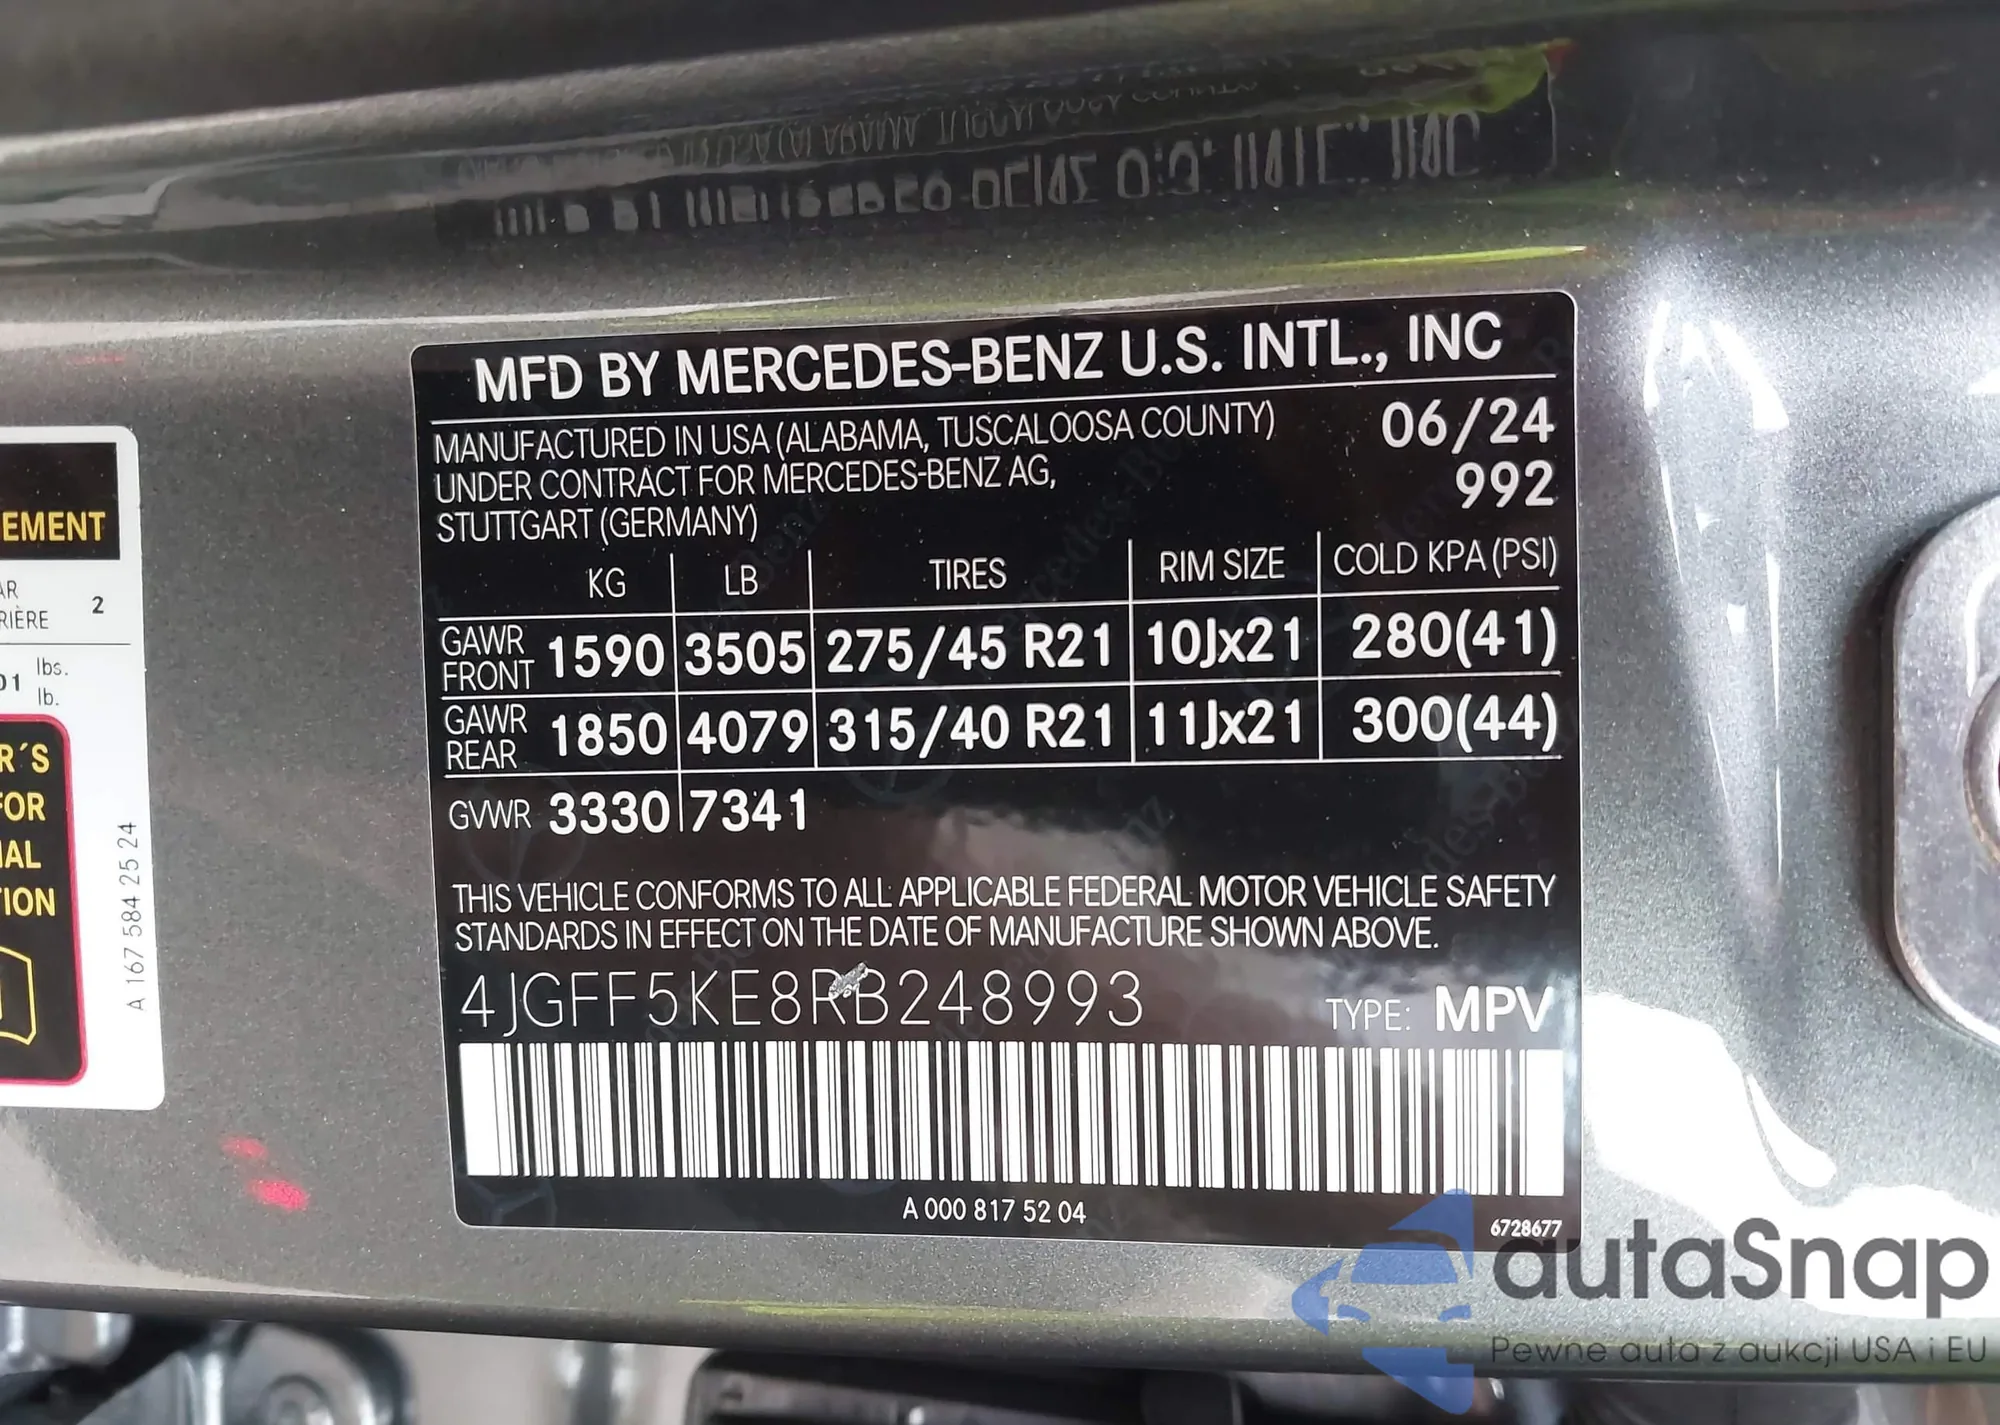 MFD BY MERCEDES-BENZ U.S. INTL., INC
MANUFACTURED IN USA (ALABAMA, TUSCALOOSA COUNTY)
UNDER CONTRACT FOR MERCEDES-BENZ AG,
STUTTGART (GERMANY)
06/24
992
KG LB TIRES RIM SIZE COLD KPA (PSI)
GAWR FRONT 1590 3505 275/45 R21 10Jx21 280(41)
GAWR REAR 1850 4079 315/40 R21 11Jx21 300(44)
GVWR 3330 7341
THIS VEHICLE CONFORMS TO ALL APPLICABLE FEDERAL MOTOR VEHICLE SAFETY
STANDARDS IN EFFECT ON THE DATE OF MANUFACTURE SHOWN ABOVE.
4JGFF5KE8RB248993 TYPE: MPV
A 000 817 52 04
6728677
EMENT
AR
RIÈRE 2
01 lbs.
lb.
R´S
FOR
IAL
TION
A 167 584 25 24
autaSnap
Pewne auta z aukcji USA i EU